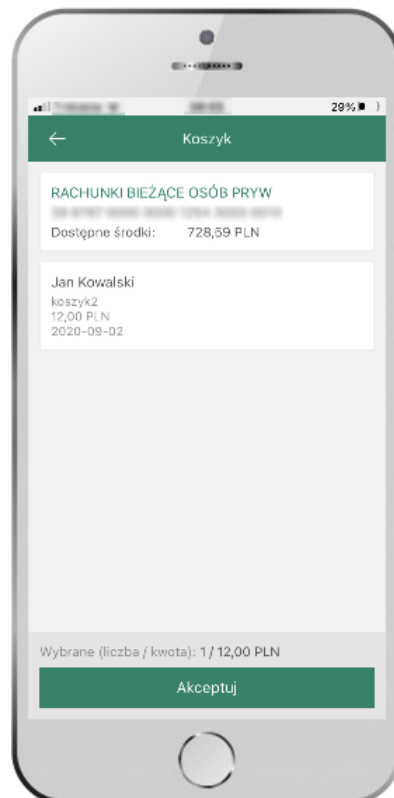 29%
Koszyk
RACHUNKI BIEŻĄCE OSÓB PRYW
Dostępne środki: 728,59 PLN
Jan Kowalski
koszyk2
12,00 PLN
2020-09-02
Wybrane (liczba / kwota): 1 / 12,00 PLN
Akceptuj